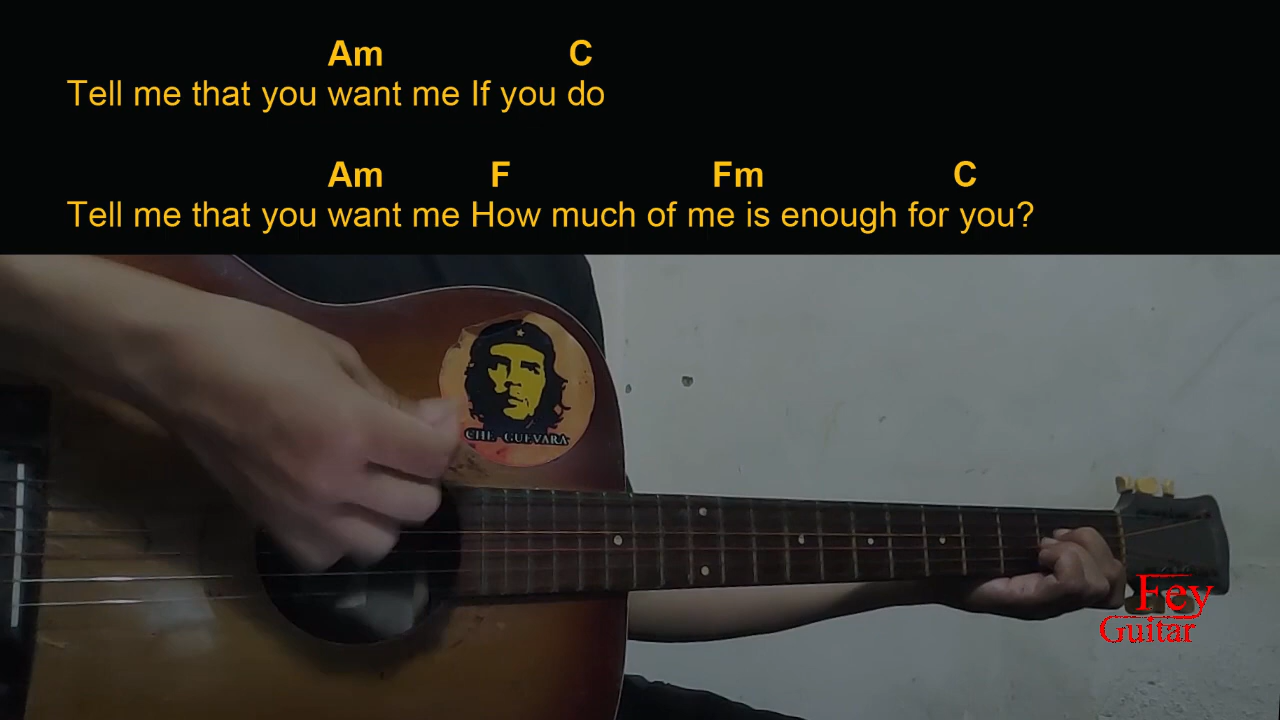 Am C
Tell me that you want me If you do
Am F Fm C
Tell me that you want me How much of me is enough for you?
CHE GUEVARA
Fey
Guitar